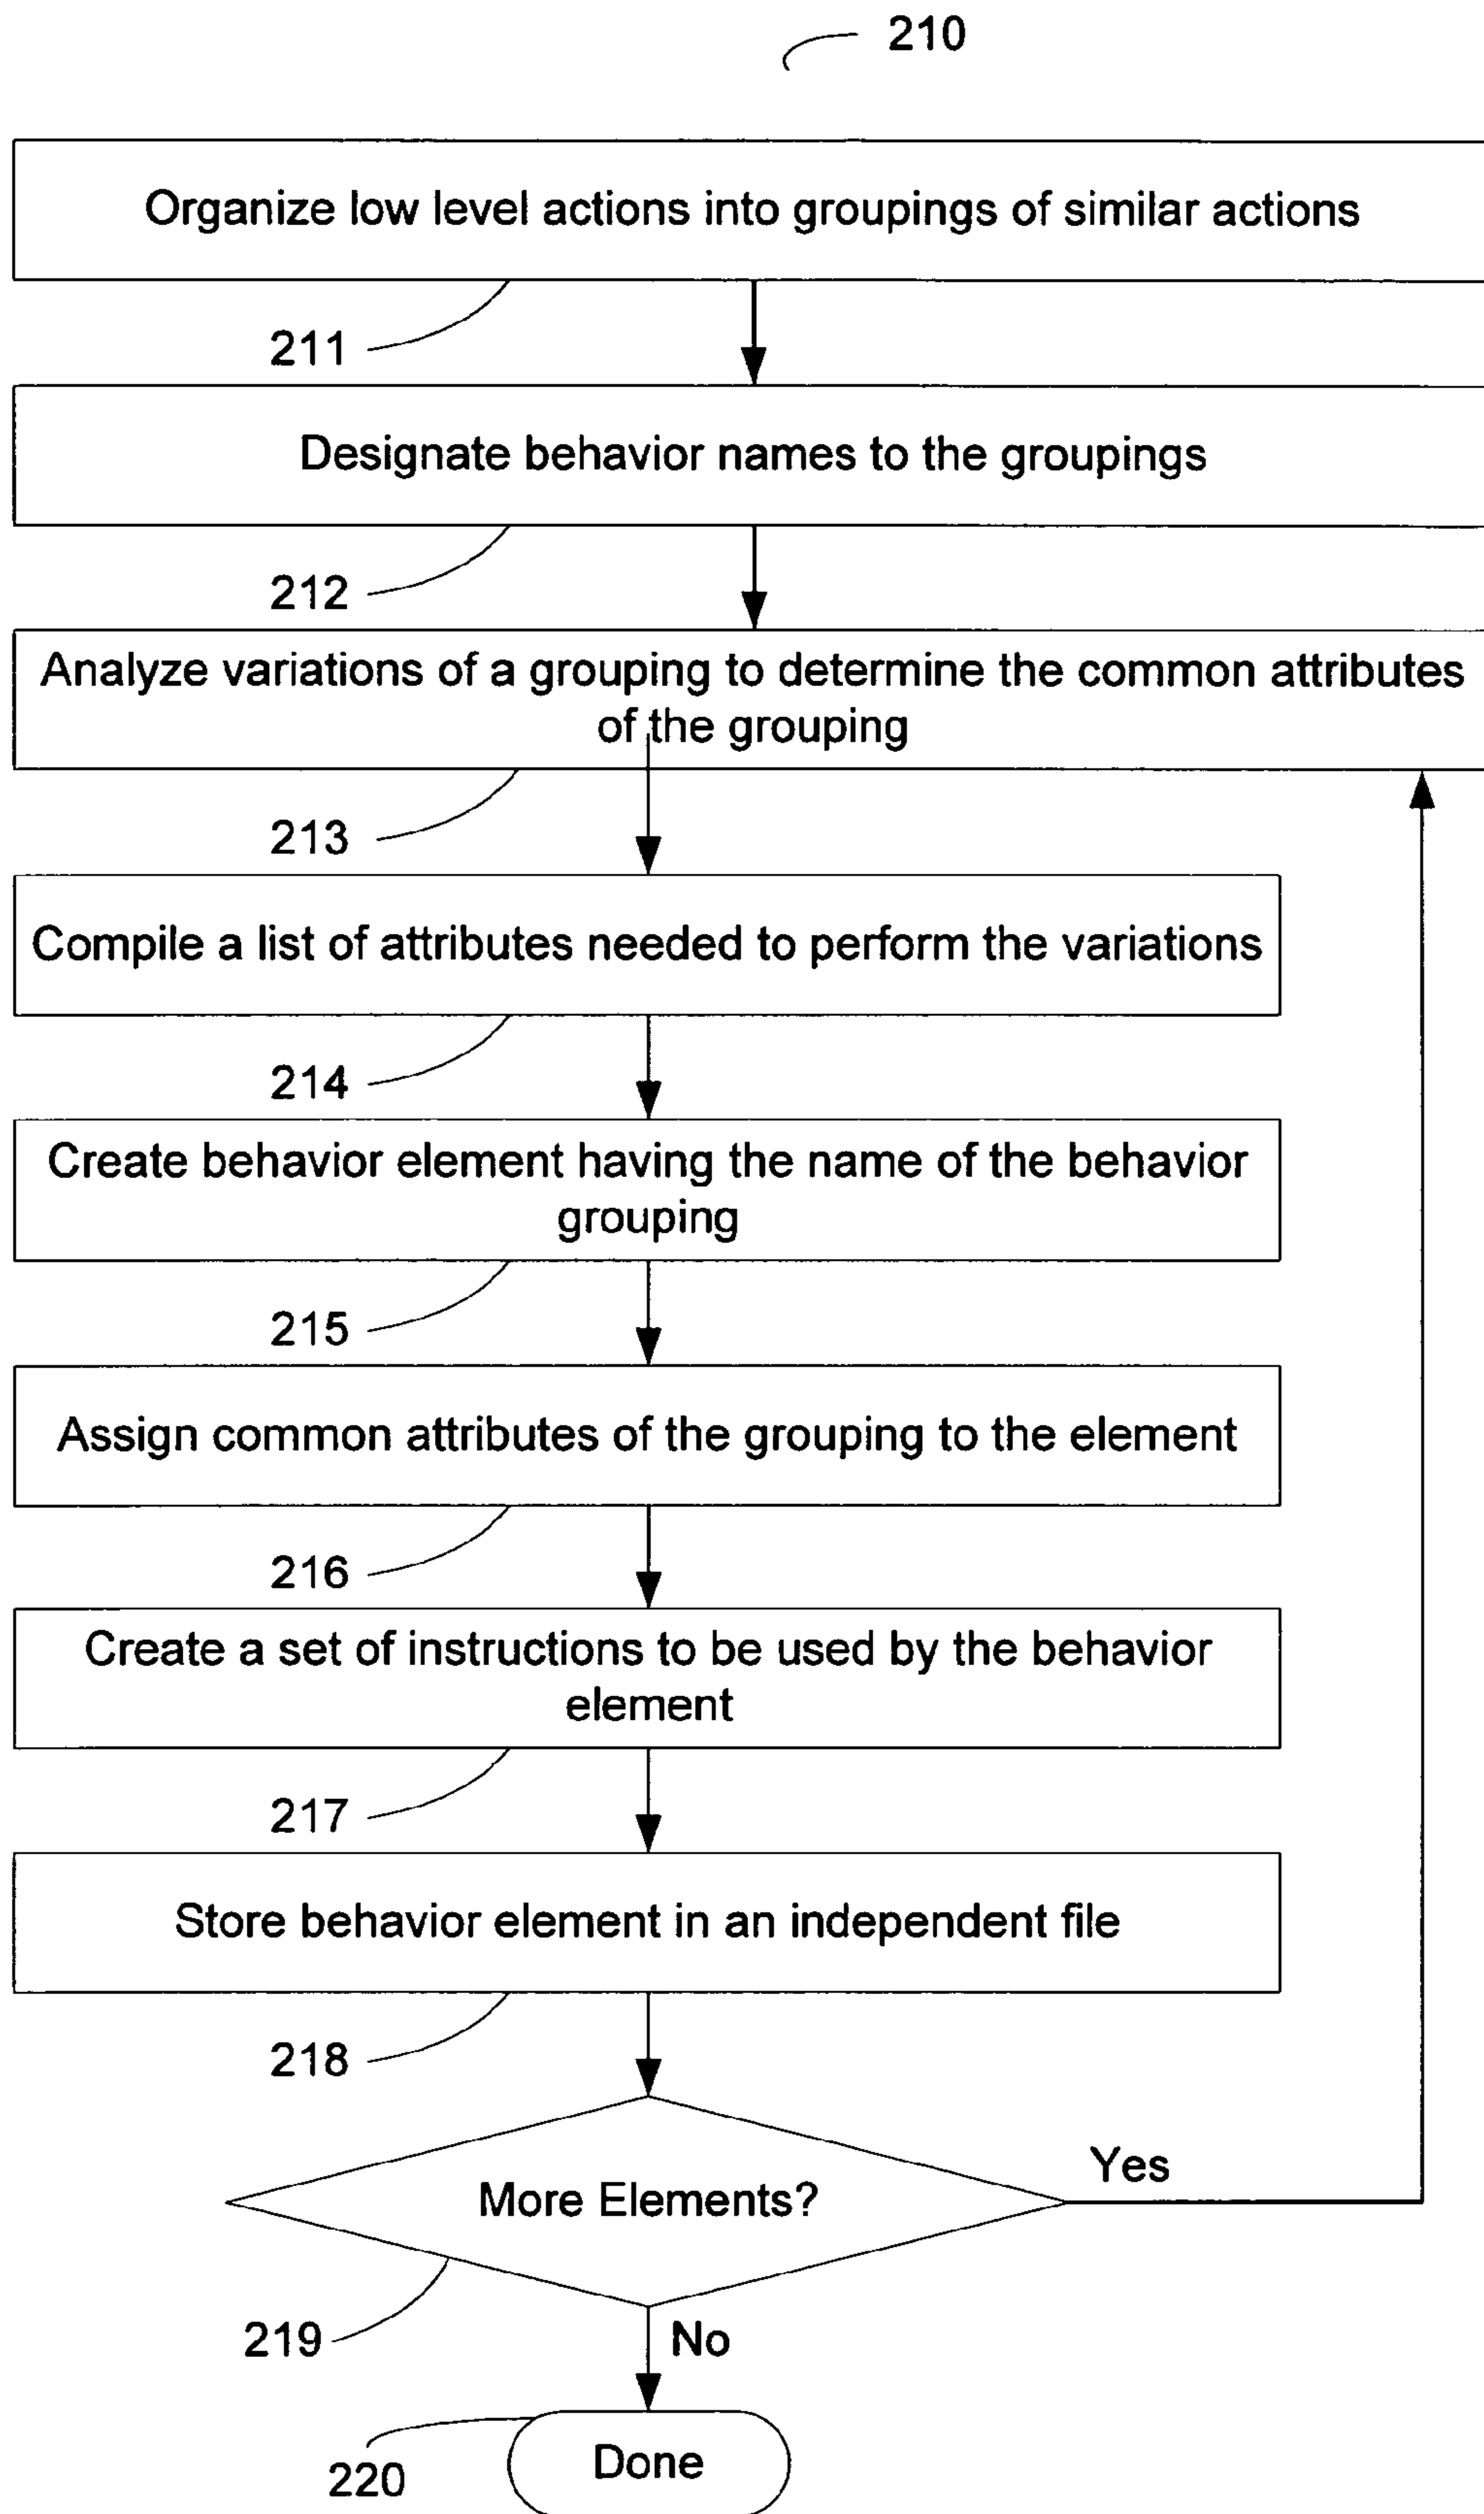 210
Organize low level actions into groupings of similar actions
211
Designate behavior names to the groupings
212
Analyze variations of a grouping to determine the common attributes
of the grouping
213
Compile a list of attributes needed to perform the variations
214
Create behavior element having the name of the behavior
grouping
215
Assign common attributes of the grouping to the element
216
Create a set of instructions to be used by the behavior
element
217
Store behavior element in an independent file
218
Yes
More Elements?
219
No
220
Done